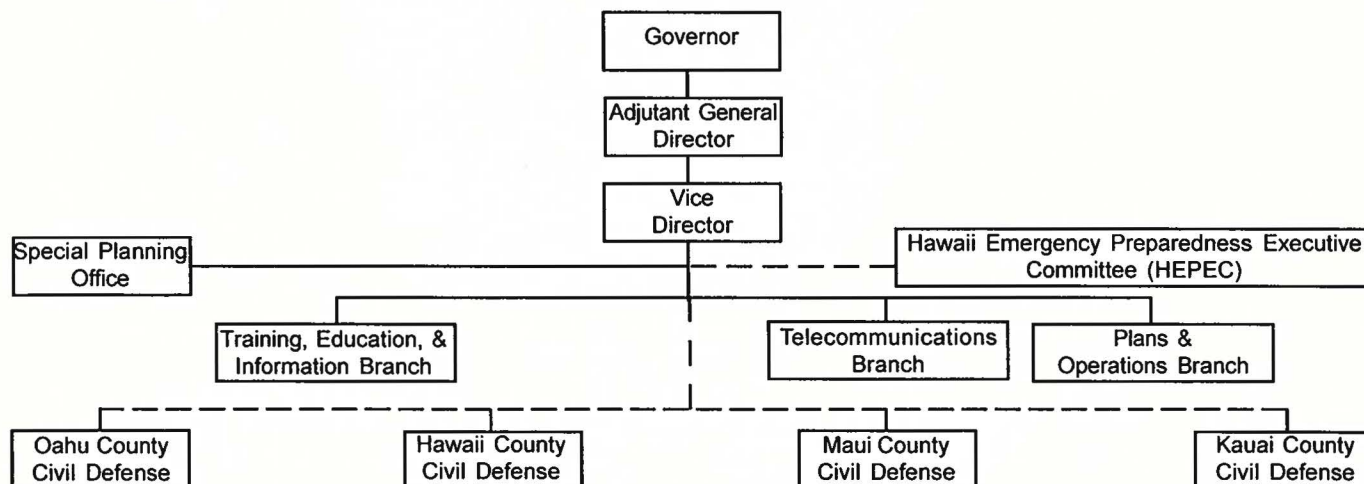 Governor
Adjutant General
Director
Vice
Director
Special Planning
Office
Hawaii Emergency Preparedness Executive
Committee (HEPEC)
Training, Education, &
Information Branch
Telecommunications
Branch
Plans &
Operations Branch
Oahu County
Civil Defense
Hawaii County
Civil Defense
Maui County
Civil Defense
Kauai County
Civil Defense